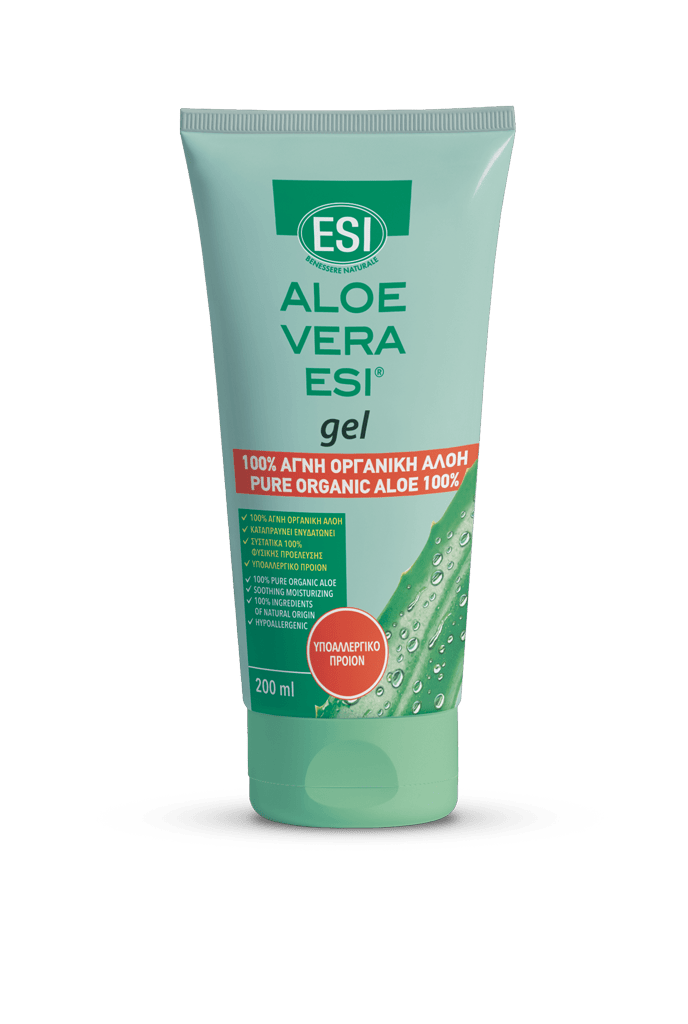 ESI
BENESSERE NATURALE
ALOE
VERA
ESI®
gel
100% ΑΓΝΗ ΟΡΓΑΝΙΚΗ ΑΛΟΗ
PURE ORGANIC ALOE 100%
✓ 100% ΑΓΝΗ ΟΡΓΑΝΙΚΗ ΑΛΟΗ
✓ ΚΑΤΑΠΡΑΥΝΕΙ ΕΝΥΔΑΤΩΝΕΙ
✓ ΣΥΣΤΑΤΙΚΑ 100%
ΦΥΣΙΚΗΣ ΠΡΟΕΛΕΥΣΗΣ
✓ ΥΠΟΑΛΛΕΡΓΙΚΟ ΠΡΟΙΟΝ
✓ 100% PURE ORGANIC ALOE
✓ SOOTHING MOISTURIZING
✓ 100% INGREDIENTS
OF NATURAL ORIGIN
✓ HYPOALLERGENIC
ΥΠΟΑΛΛΕΡΓΙΚΟ
ΠΡΟΙΟΝ
200 ml